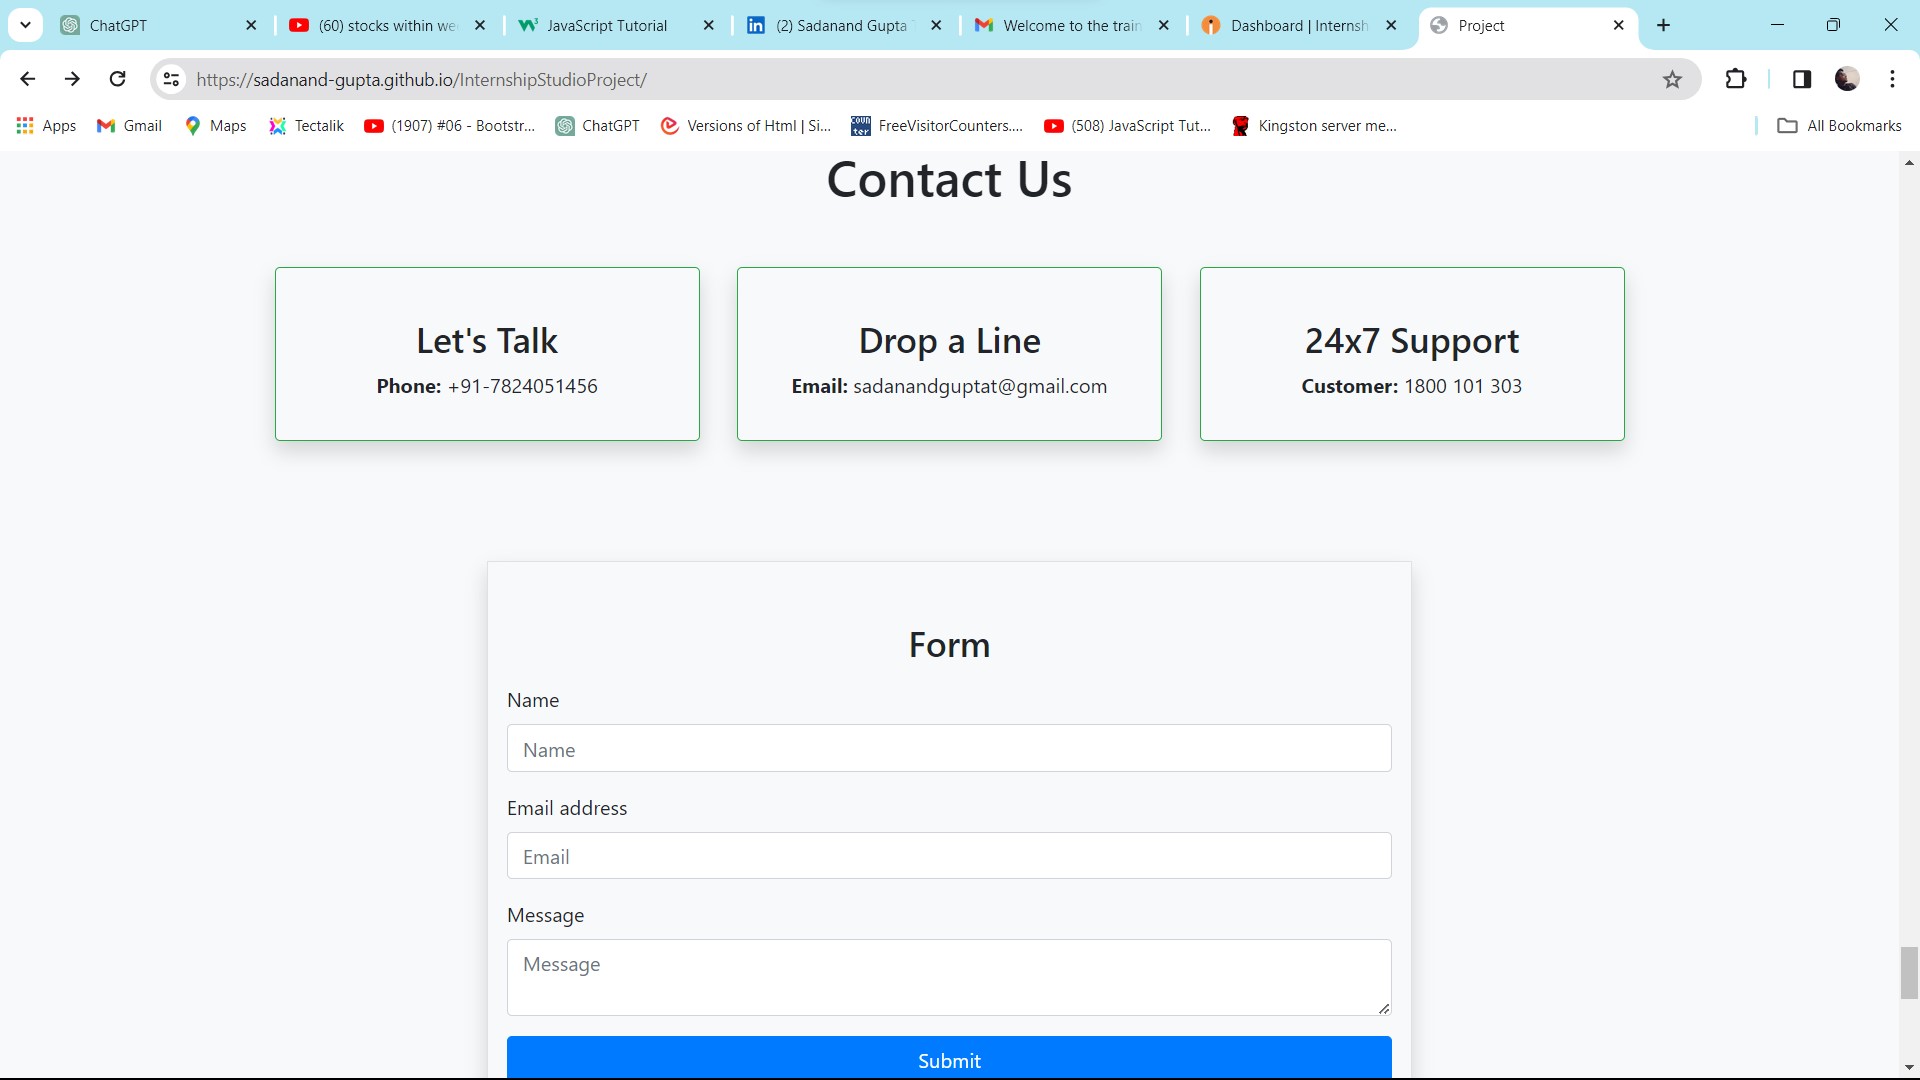 ChatGPT
(60) stocks within we
JavaScript Tutorial
(2) Sadanand Gupta
Welcome to the train
Dashboard | Internsh
Project
https://sadanand-gupta.github.io/InternshipStudioProject/
Apps
Gmail
Maps
Tectalik
(1907) #06 - Bootstr...
ChatGPT
Versions of Html | Si...
FreeVisitorCounters....
(508) JavaScript Tut...
Kingston server me...
All Bookmarks
Contact Us
Let's Talk
Phone: +91-7824051456
Drop a Line
Email: sadanandguptat@gmail.com
24x7 Support
Customer: 1800 101 303
Form
Name
Name
Email address
Email
Message
Message
Submit